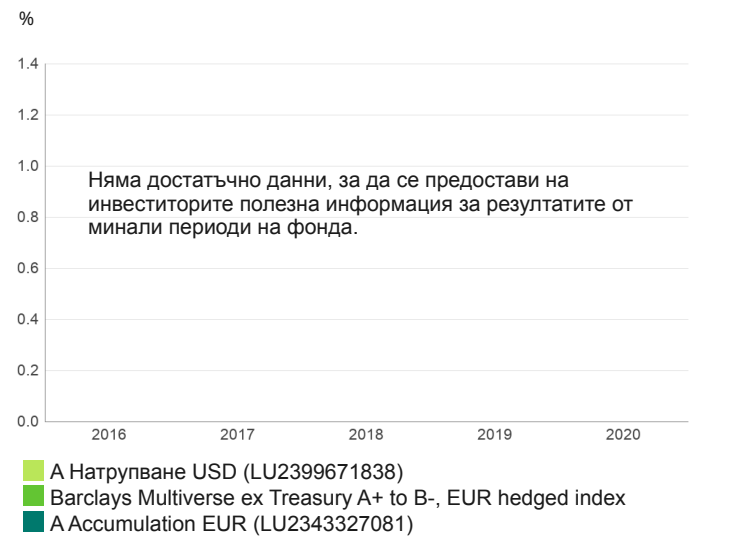 %
1.4
1.2
1.0
Няма достатъчно данни, за да се предостави на
инвеститорите полезна информация за резултатите от
0.8
минали периоди на фонда.
0.6
0.4
0.2
0.0
2016 2017 2018 2019 2020
А Натрупване USD (LU2399671838)
Barclays Multiverse ex Treasury A+ to B-, EUR hedged index
A Accumulation EUR (LU2343327081)